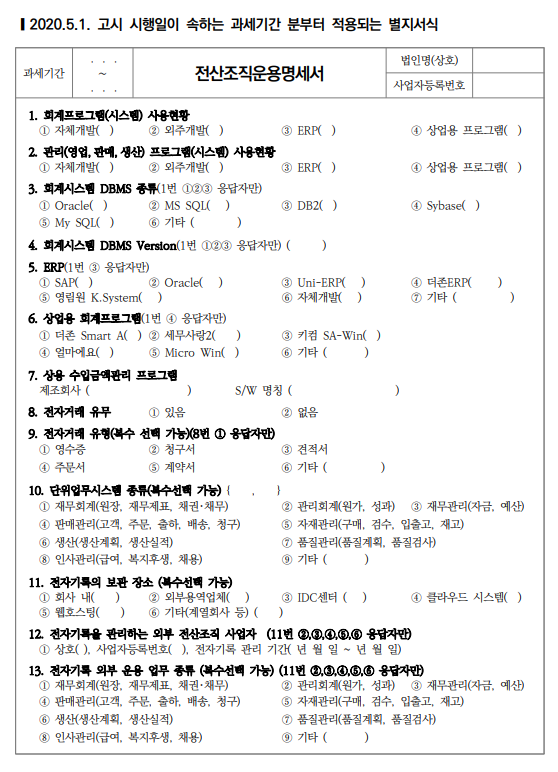 ▌2020.5.1. 고시 시행일이 속하는 과세기간 분부터 적용되는 별지서식
과세기간
. . .
~
. . .
전산조직운용명세서
법인명(상호)
사업자등록번호
1. 회계프로그램(시스템) 사용현황
① 자체개발( ) ② 외주개발( ) ③ ERP( ) ④ 상업용 프로그램( )
2. 관리(영업, 판매, 생산) 프로그램(시스템) 사용현황
① 자체개발( ) ② 외주개발( ) ③ ERP( ) ④ 상업용 프로그램( )
3. 회계시스템 DBMS 종류(1번 ①②③ 응답자만)
① Oracle( ) ② MS SQL( ) ③ DB2( ) ④ Sybase( )
⑤ My SQL( ) ⑥ 기타 ( )
4. 회계시스템 DBMS Version(1번 ①②③ 응답자만) ( )
5. ERP(1번 ③ 응답자만)
① SAP( ) ② Oracle( ) ③ Uni-ERP( ) ④ 더존ERP( )
⑤ 영림원 K.System( ) ⑥ 자체개발( ) ⑦ 기타 ( )
6. 상업용 회계프로그램(1번 ④ 응답자만)
① 더존 Smart A( ) ② 세무사랑2( ) ③ 키컴 SA-Win( )
④ 얼마에요( ) ⑤ Micro Win( ) ⑥ 기타 ( )
7. 상용 수입금액관리 프로그램
제조회사 ( ) S/W 명칭 ( )
8. 전자거래 유무 ① 있음 ② 없음
9. 전자거래 유형(복수 선택 가능)(8번 ① 응답자만)
① 영수증 ② 청구서 ③ 견적서
④ 주문서 ⑤ 계약서 ⑥ 기타 ( )
10. 단위업무시스템 종류(복수선택 가능) { , }
① 재무회계(원장, 재무제표, 채권·채무) ② 관리회계(원가, 성과) ③ 재무관리(자금, 예산)
④ 판매관리(고객, 주문, 출하, 배송, 청구) ⑤ 자재관리(구매, 검수, 입출고, 재고)
⑥ 생산(생산계획, 생산실적) ⑦ 품질관리(품질계획, 품질검사)
⑧ 인사관리(급여, 복지후생, 채용) ⑨ 기타 ( )
11. 전자기록의 보관 장소 (복수선택 가능)
① 회사 내( ) ② 외부용역업체( ) ③ IDC센터 ( ) ④ 클라우드 시스템( )
⑤ 웹호스팅( ) ⑥ 기타(계열회사 등) ( )
12. 전자기록을 관리하는 외부 전산조직 사업자 (11번 ②,③,④,⑤,⑥ 응답자만)
① 상호( ), 사업자등록번호( ), 전자기록 관리 기간( 년 월 일 ~ 년 월 일)
13. 전자기록 외부 운용 업무 종류 (복수선택 가능) (11번 ②,③,④,⑤,⑥ 응답자만)
① 재무회계(원장, 재무제표, 채권·채무) ② 관리회계(원가, 성과) ③ 재무관리(자금, 예산)
④ 판매관리(고객, 주문, 출하, 배송, 청구) ⑤ 자재관리(구매, 검수, 입출고, 재고)
⑥ 생산(생산계획, 생산실적) ⑦ 품질관리(품질계획, 품질검사)
⑧ 인사관리(급여, 복지후생, 채용) ⑨ 기타 ( )